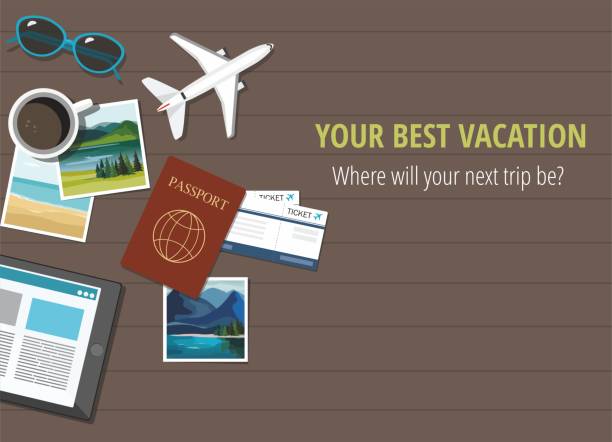 YOUR BEST VACATION
Where will your next trip be?
PASSPORT
TICKET
TICKET